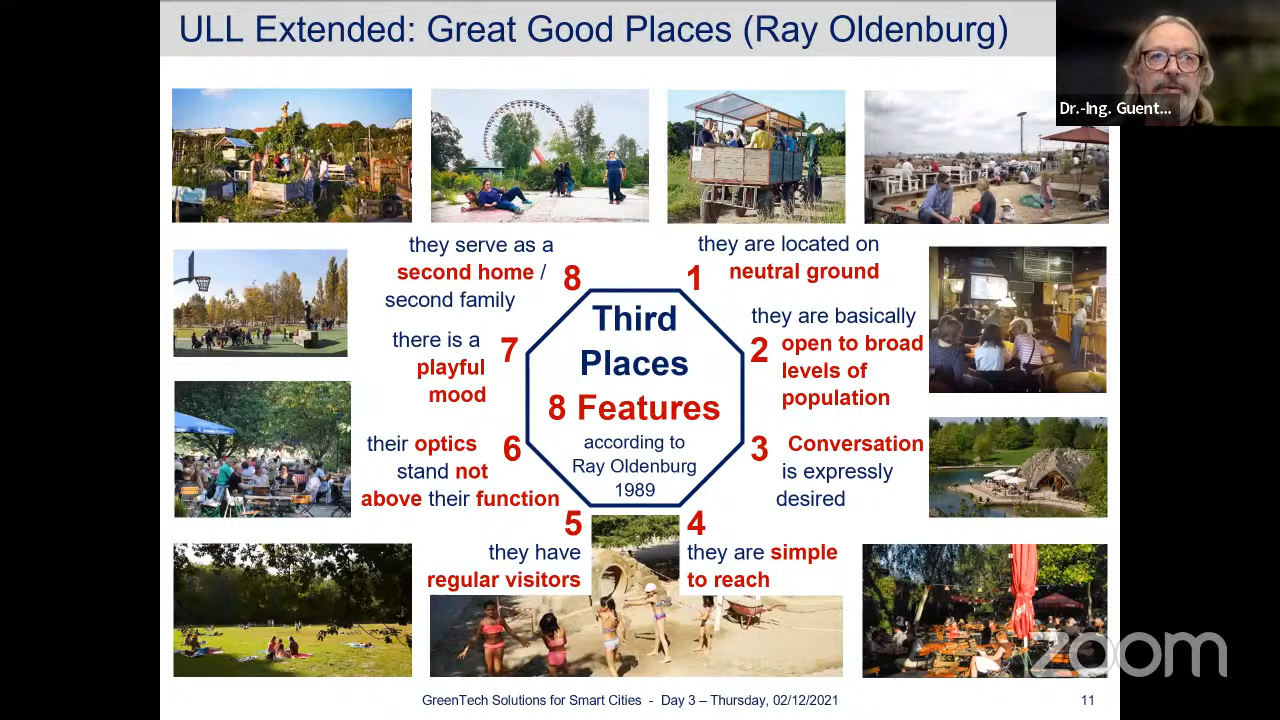 ULL Extended: Great Good Places (Ray Oldenburg)
Dr.-Ing. Guent...
they serve as a
second home /
second family
8
1
they are located on
neutral ground
there is a
playful
mood
7
Third
Places
8 Features
according to
Ray Oldenburg
1989
they are basically
2 open to broad
levels of
population
their optics
stand not
above their function
6
3 Conversation
is expressly
desired
5
they have
regular visitors
4
they are simple
to reach
zoom
GreenTech Solutions for Smart Cities - Day 3 – Thursday, 02/12/2021
11